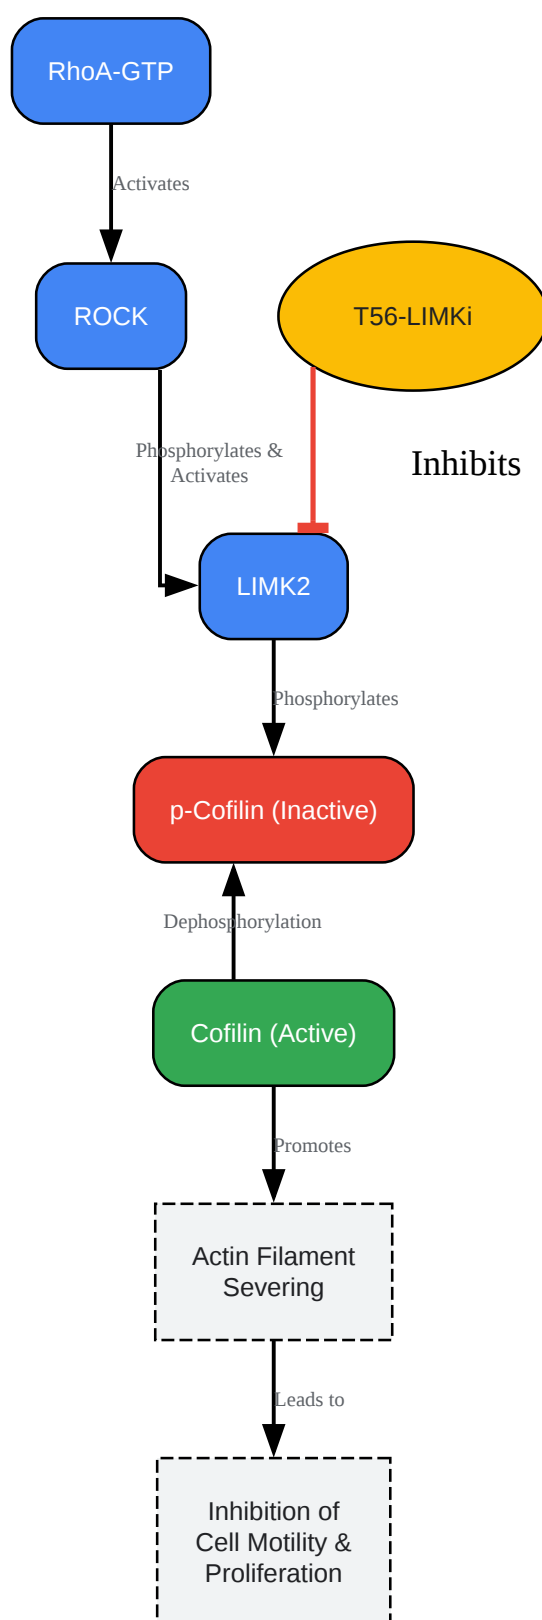 RhoA-GTP
Activates
ROCK
T56-LIMKi
Phosphorylates &
Activates
Inhibits
LIMK2
Phosphorylates
p-Cofilin (Inactive)
Dephosphorylation
Cofilin (Active)
Promotes
Actin Filament
Severing
Leads to
Inhibition of
Cell Motility &
Proliferation